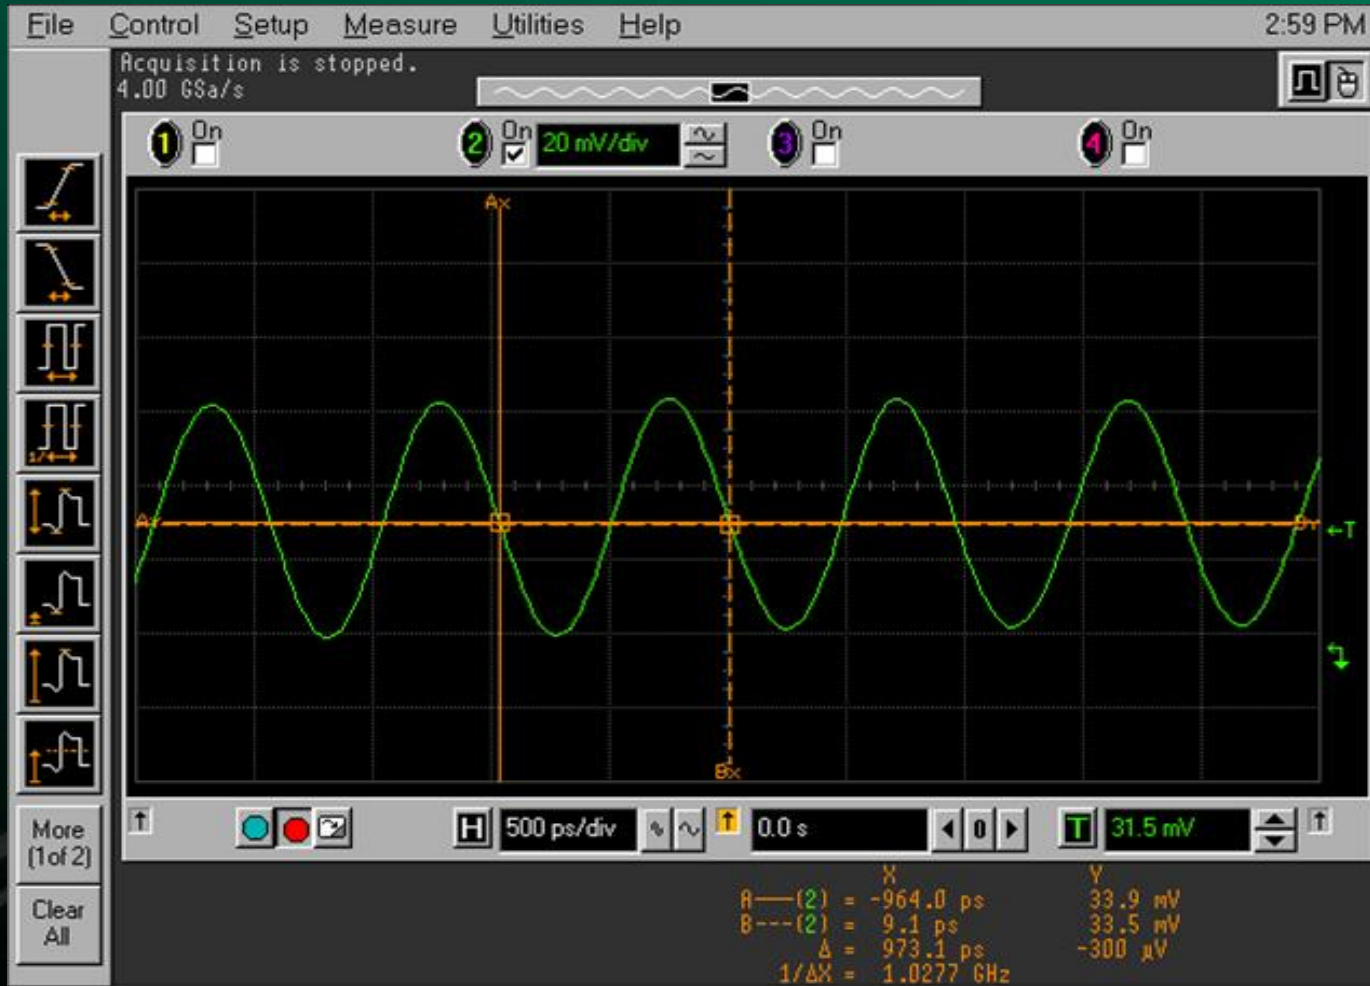 File Control Setup Measure Utilities Help 2:59 PM
Acquisition is stopped.
4.00 GSa/s
1 On 2 On 20 mV/div 3 On 4 On
Ax
Ay By
←T
Bx
More
(1of 2)
H 500 ps/div 0.0 s 0 T 31.5 mV
Clear
All
X Y
A——(2) = -964.0 ps 33.9 mV
B---(2) = 9.1 ps 33.5 mV
Δ = 973.1 ps -300 µV
1/ΔX = 1.0277 GHz